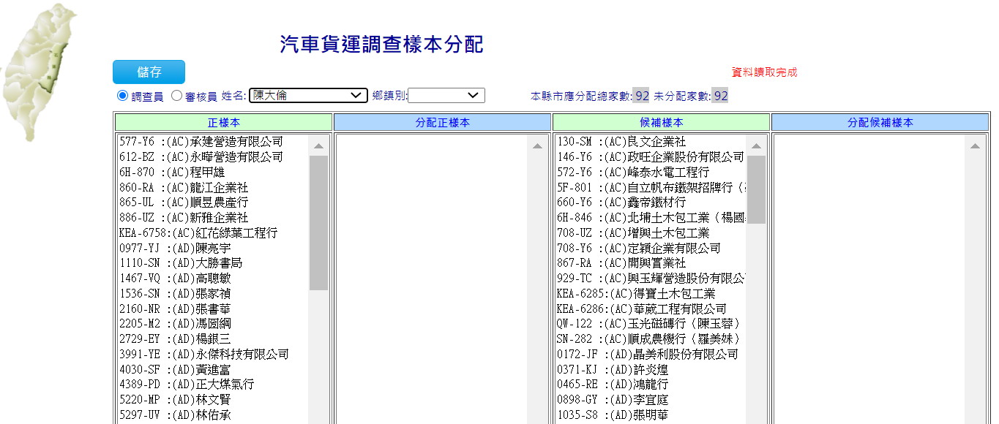 汽車貨運調查樣本分配
儲存
資料讀取完成
調查員 審核員 姓名: 陳大倫 鄉鎮別: 本縣市應分配總家數: 92 未分配家數: 92
正樣本 分配正樣本 候補樣本 分配候補樣本
577-Y6 :(AC)承建營造有限公司
612-BZ :(AC)永曄營造有限公司
6H-870 :(AC)程甲雄
860-RA :(AC)龍江企業社
865-UL :(AC)順昱農產行
886-UZ :(AC)新雅企業社
KEA-6758:(AC)紅花綠葉工程行
0977-YJ :(AD)陳亮宇
1110-SN :(AD)大勝書局
1467-VQ :(AD)高聰敏
1536-SN :(AD)張家禎
2160-NR :(AD)張書華
2205-M2 :(AD)馮圀綱
2729-EY :(AD)楊銀三
3991-YE :(AD)永傑科技有限公司
4030-SF :(AD)黃進富
4389-PD :(AD)正大煤氣行
5220-MP :(AD)林文賢
5297-UV :(AD)林佑承
130-SM :(AC)良文企業社
146-Y6 :(AC)政旺企業股份有限公司
572-Y6 :(AC)峰泰水電工程行
5F-801 :(AC)自立帆布鐵架招牌行（
660-Y6 :(AC)鑫帝鐵材行
6H-846 :(AC)北埔土木包工業（楊國
708-UZ :(AC)增興土木包工業
708-Y6 :(AC)定穎企業有限公司
867-RA :(AC)開興實業社
929-TC :(AC)興玉輝營造股份有限公
KEA-6285:(AC)得寶土木包工業
KEA-6286:(AC)華葳工程有限公司
QW-122 :(AC)玉光磁磚行（陳玉蓉）
SN-282 :(AC)順成農機行（羅美妹）
0172-JF :(AD)晶美利股份有限公司
0371-KJ :(AD)許炎煌
0465-RE :(AD)鴻龍行
0898-GY :(AD)李宜庭
1035-S8 :(AD)張明華